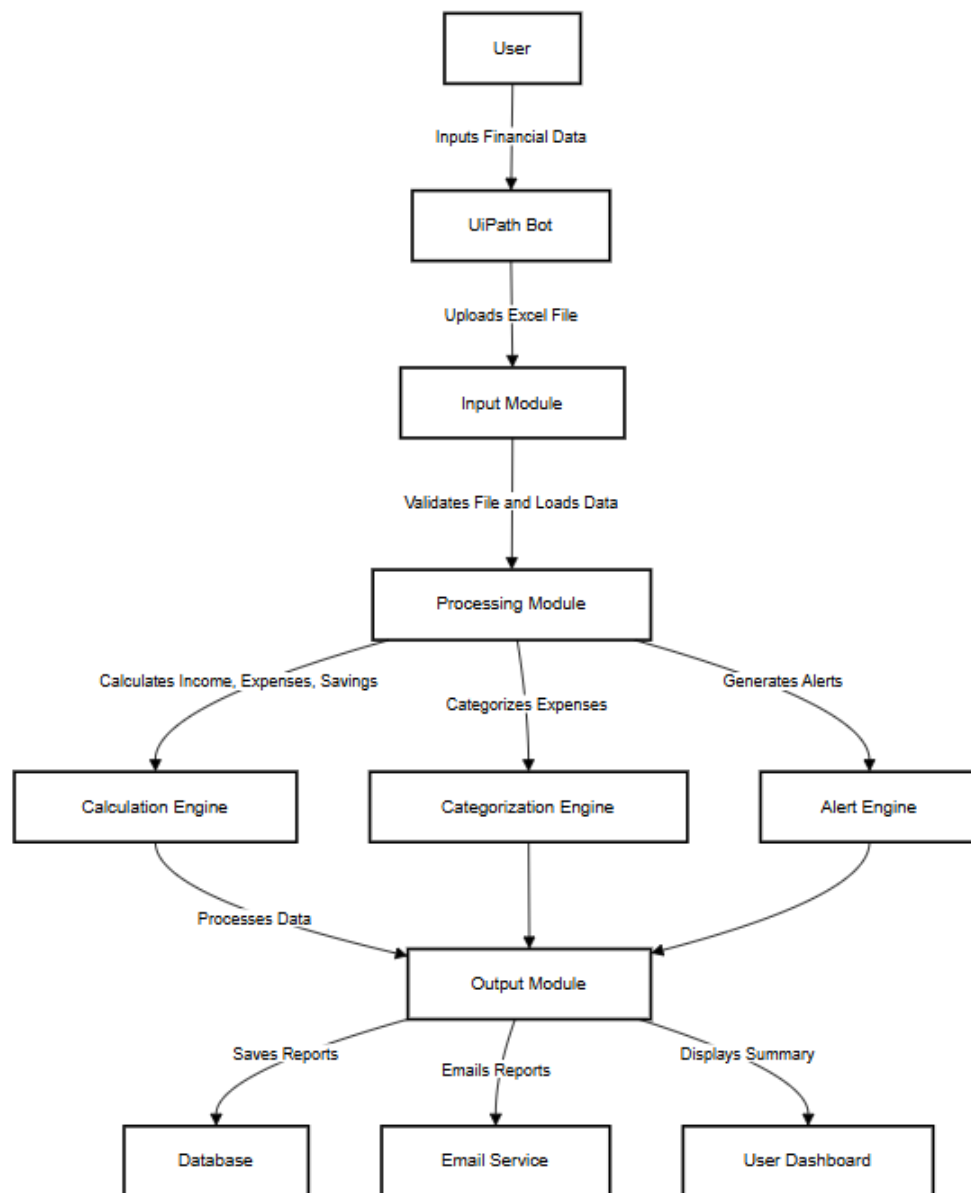 User
Inputs Financial Data
UiPath Bot
Uploads Excel File
Input Module
Validates File and Loads Data
Processing Module
Calculates Income, Expenses, Savings
Categorizes Expenses
Generates Alerts
Calculation Engine
Categorization Engine
Alert Engine
Processes Data
Output Module
Saves Reports
Emails Reports
Displays Summary
Database
Email Service
User Dashboard